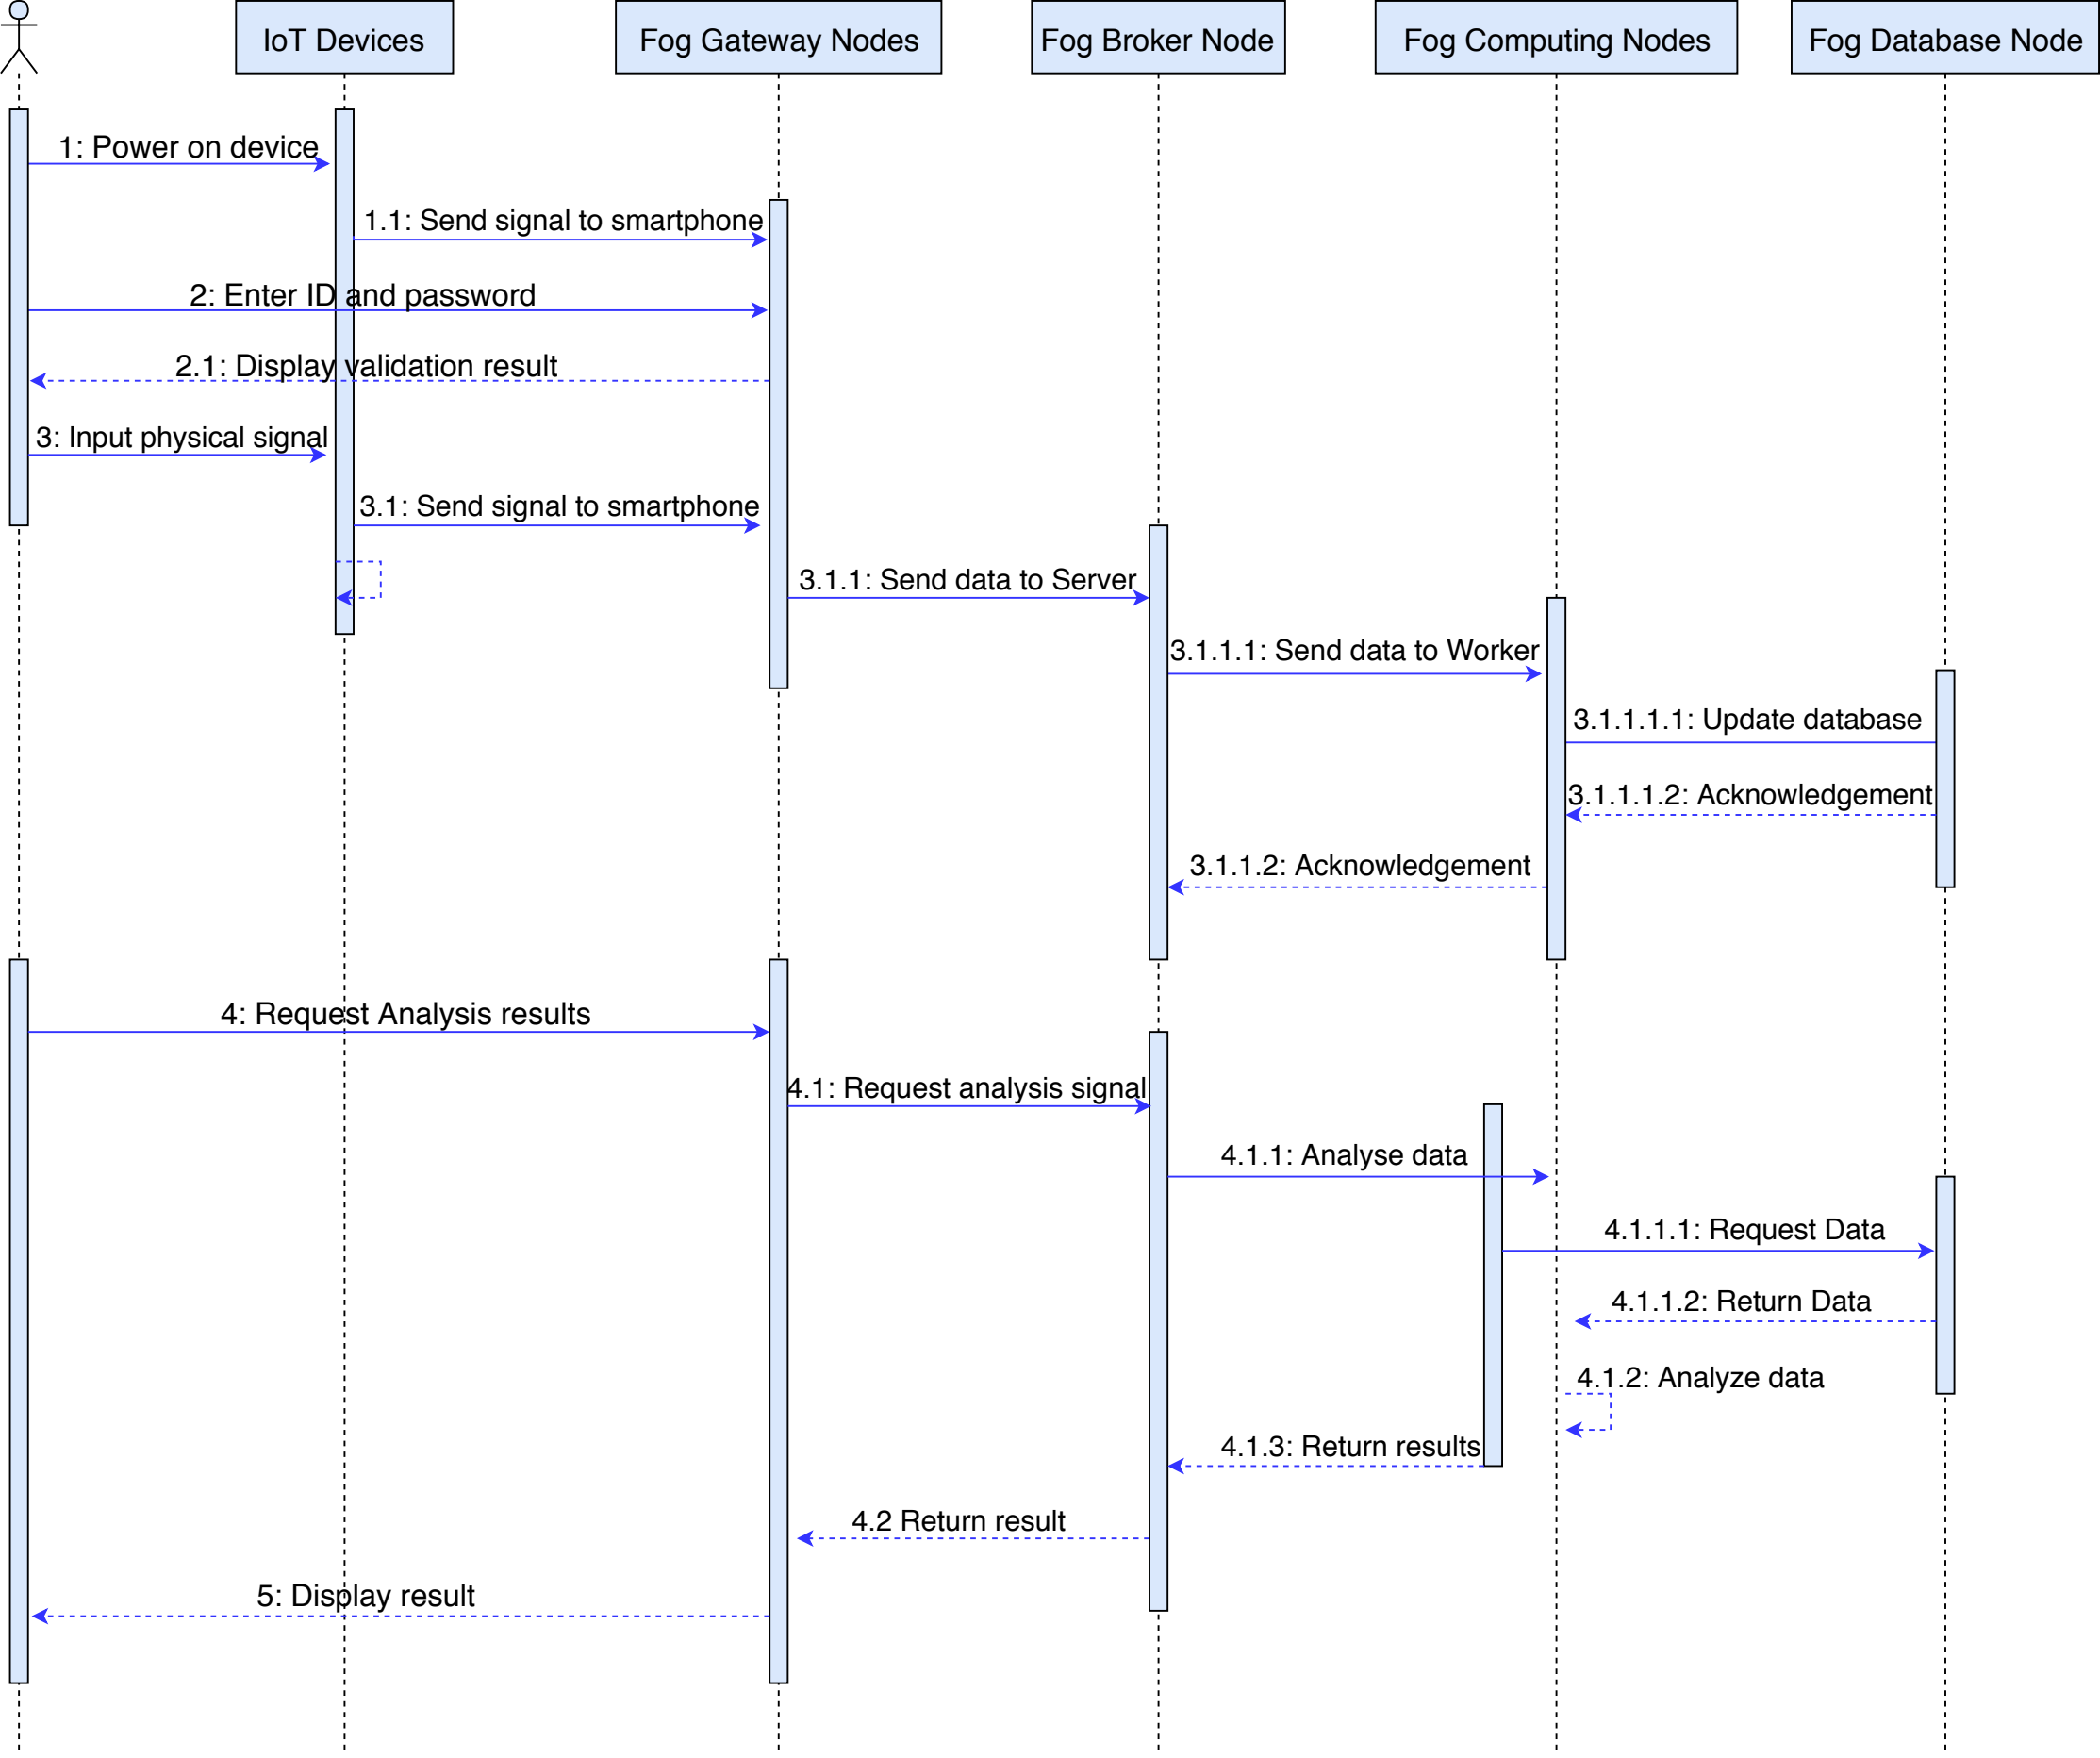 IoT Devices
Fog Gateway Nodes
Fog Broker Node
Fog Computing Nodes
Fog Database Node
1: Power on device
1.1: Send signal to smartphone
2: Enter ID and password
2.1: Display validation result
3: Input physical signal
3.1: Send signal to smartphone
3.1.1: Send data to Server
3.1.1.1: Send data to Worker
3.1.1.1.1: Update database
3.1.1.1.2: Acknowledgement
3.1.1.2: Acknowledgement
4: Request Analysis results
4.1: Request analysis signal
4.1.1: Analyse data
4.1.1.1: Request Data
4.1.1.2: Return Data
4.1.2: Analyze data
4.1.3: Return results
4.2 Return result
5: Display result